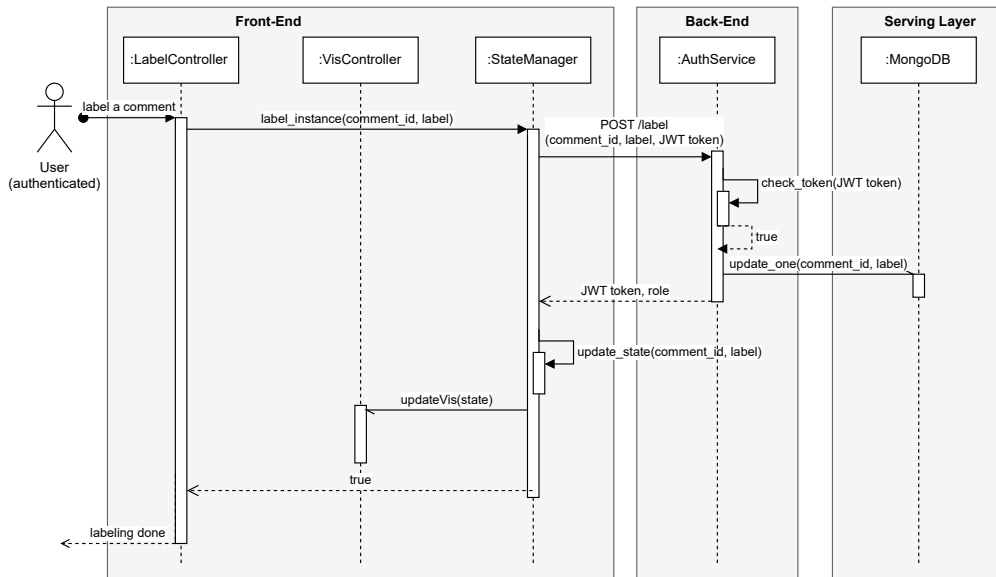 Front-End
Back-End
Serving Layer
:LabelController
:VisController
:StateManager
:AuthService
:MongoDB
label a comment
label_instance(comment_id, label)
POST /label
(comment_id, label, JWT token)
User
(authenticated)
check_token(JWT token)
true
update_one(comment_id, label)
JWT token, role
update_state(comment_id, label)
updateVis(state)
true
labeling done